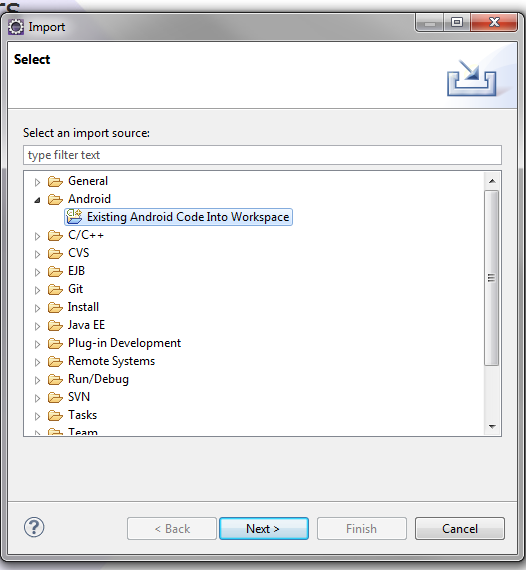 rs
Import
Select
Select an import source:
type filter text
General
Android
Existing Android Code Into Workspace
C/C++
CVS
EJB
Git
Install
Java EE
Plug-in Development
Remote Systems
Run/Debug
SVN
Tasks
Team
?
< Back
Next >
Finish
Cancel